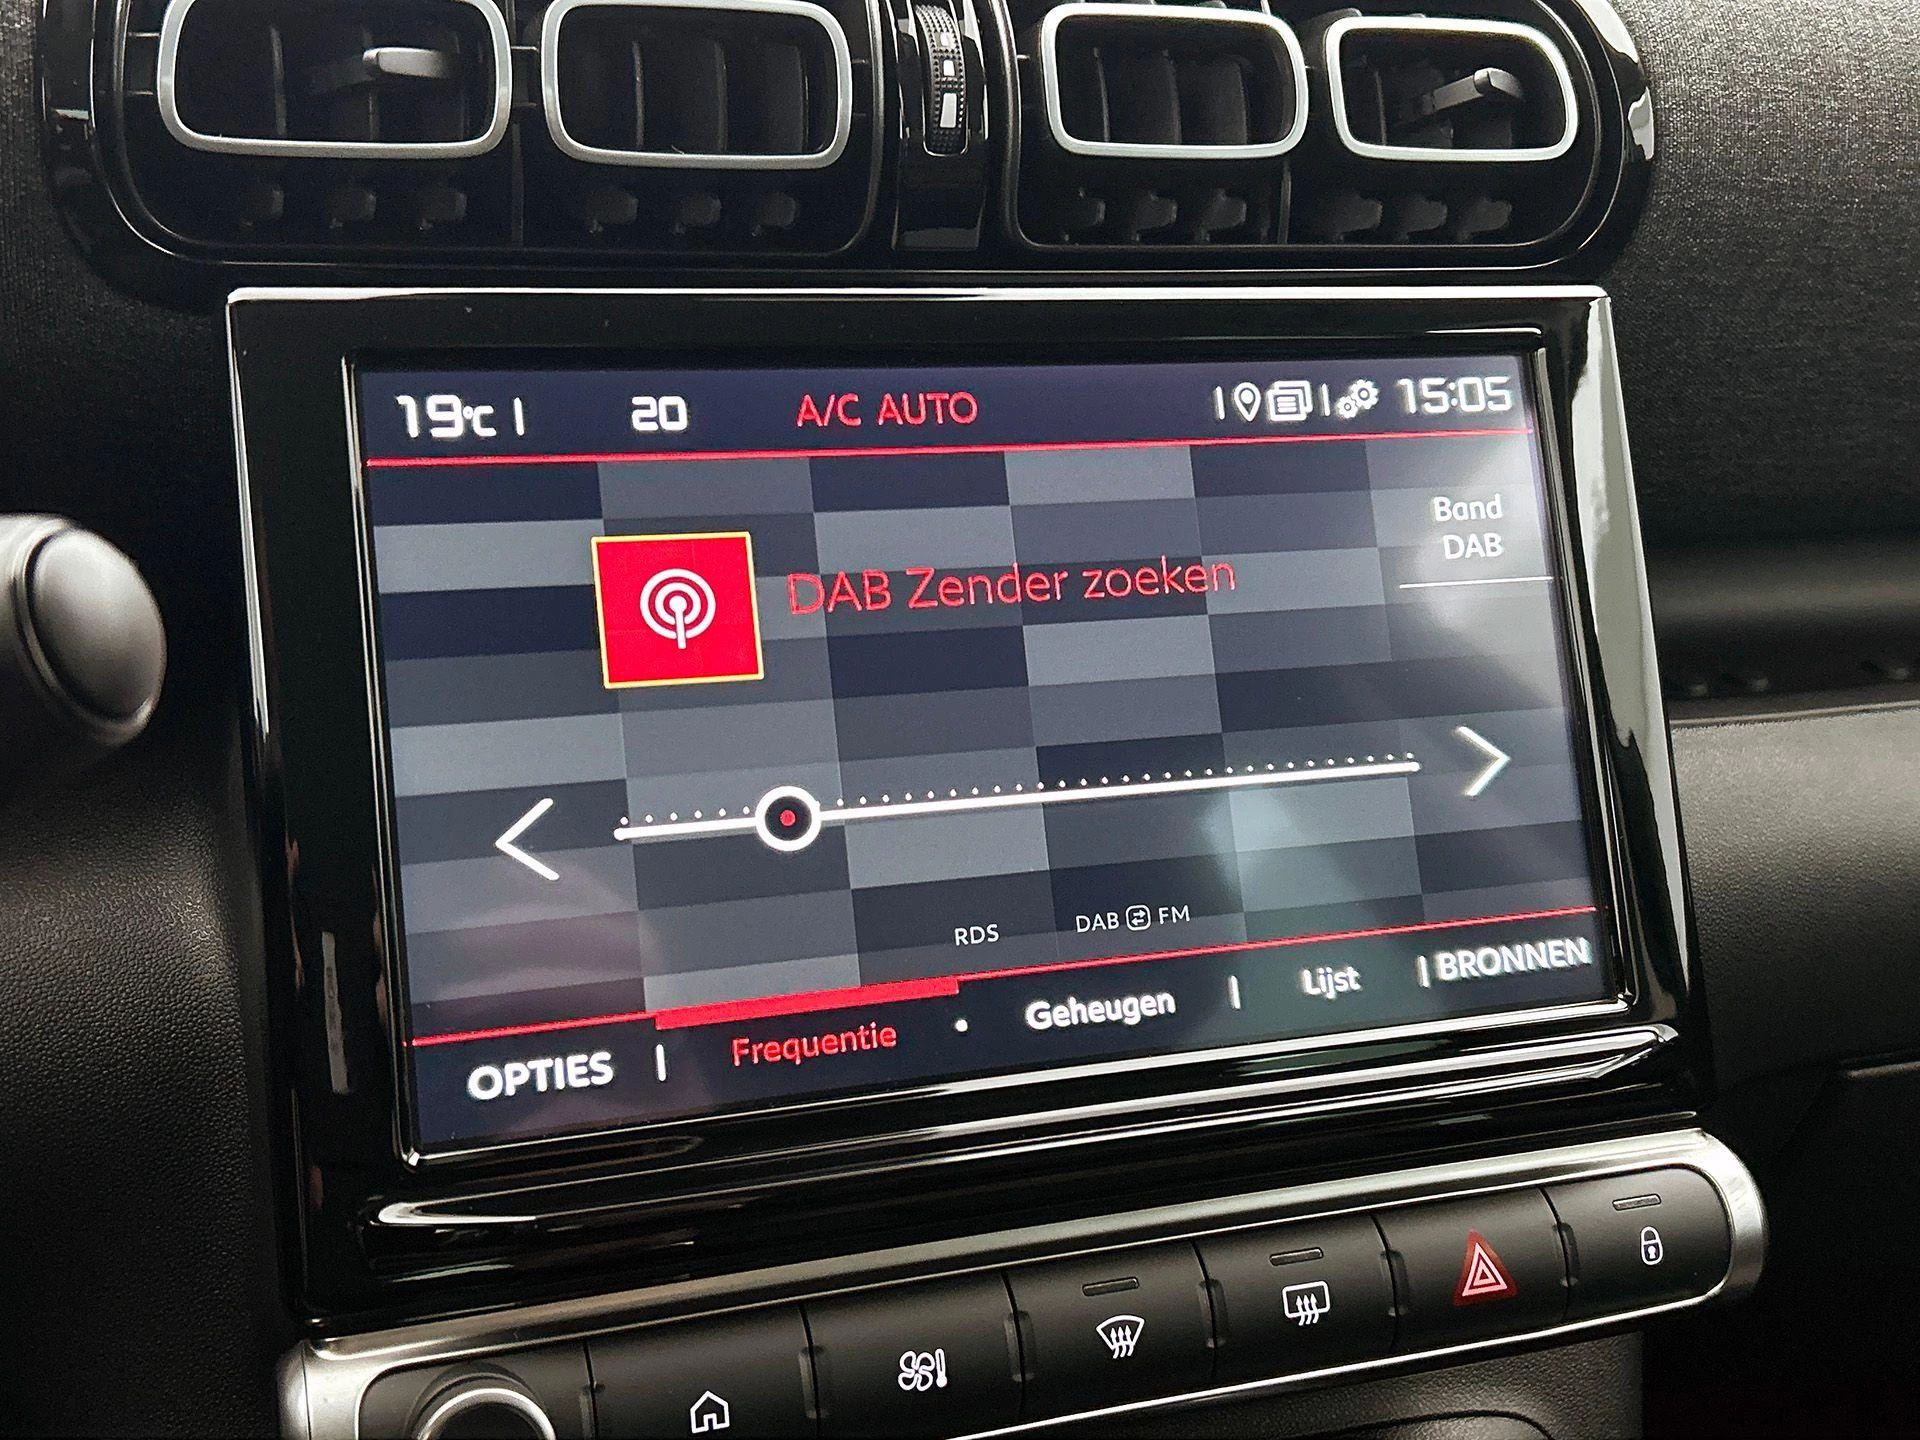 19°C 20 A/C AUTO 15:05
Band
DAB
DAB Zender zoeken
RDS DAB FM
OPTIES Frequentie Geheugen Lijst BRONNEN